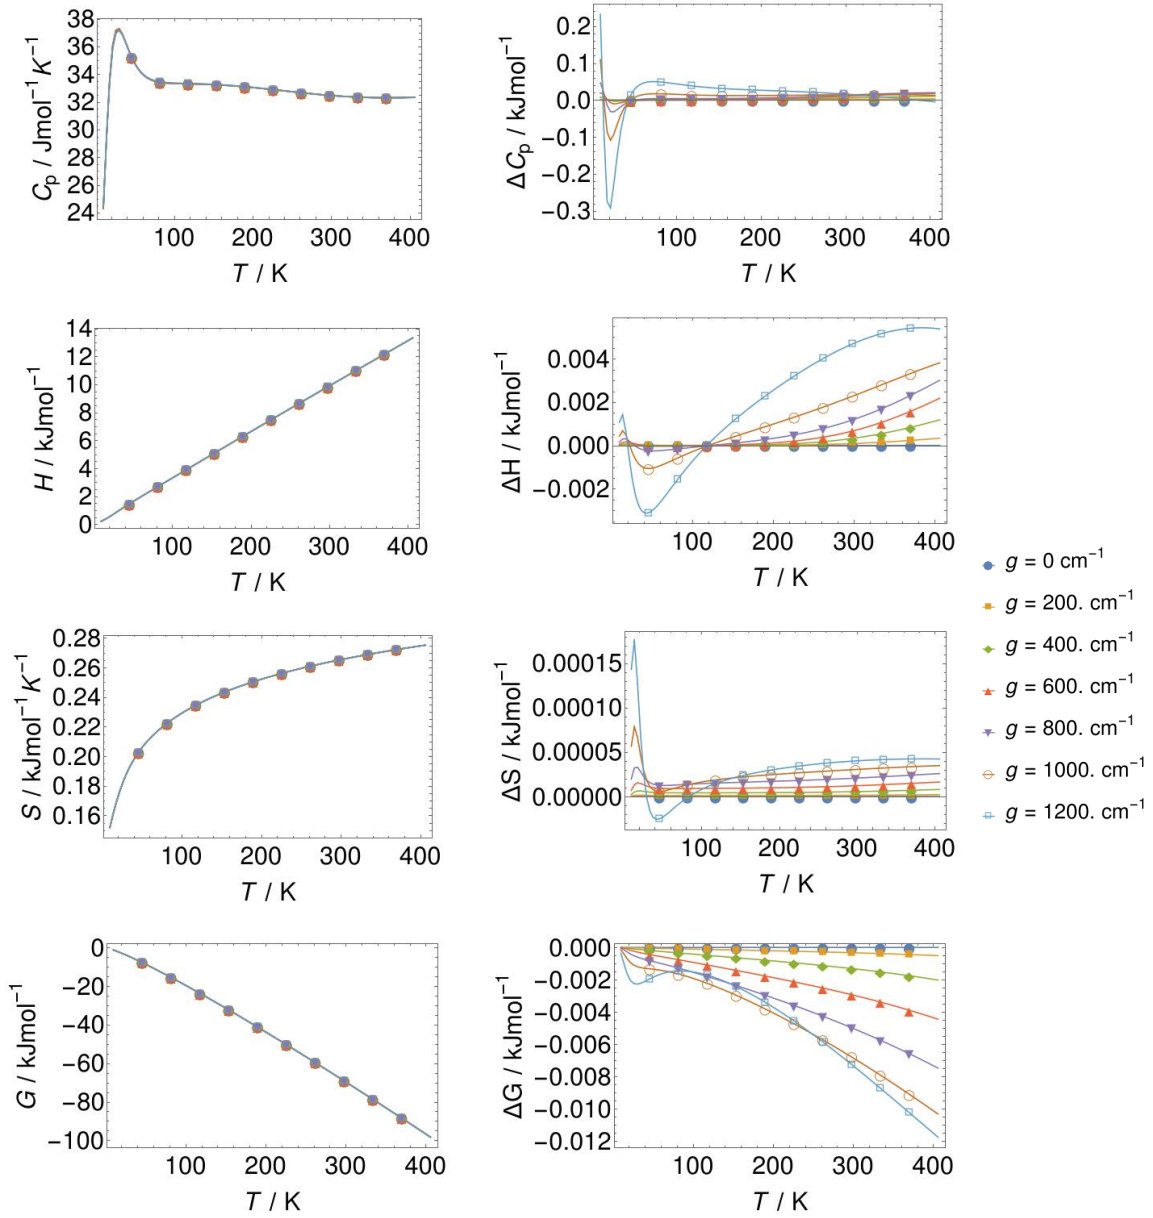 38
36
34
32
30
28
26
24
C_p / Jmol⁻¹K⁻¹
100 200 300 400
T / K
0.2
0.1
0.0
−0.1
−0.2
−0.3
ΔC_p / kJmol⁻¹
100 200 300 400
T / K
14
12
10
8
6
4
2
0
H / kJmol⁻¹
100 200 300 400
T / K
0.004
0.002
0.000
−0.002
ΔH / kJmol⁻¹
100 200 300 400
T / K
0.28
0.26
0.24
0.22
0.20
0.18
0.16
S / kJmol⁻¹K⁻¹
100 200 300 400
T / K
0.00015
0.00010
0.00005
0.00000
ΔS / kJmol⁻¹
100 200 300 400
T / K
g = 0 cm⁻¹
g = 200. cm⁻¹
g = 400. cm⁻¹
g = 600. cm⁻¹
g = 800. cm⁻¹
g = 1000. cm⁻¹
g = 1200. cm⁻¹
0
−20
−40
−60
−80
−100
G / kJmol⁻¹
100 200 300 400
T / K
0.000
−0.002
−0.004
−0.006
−0.008
−0.010
−0.012
ΔG / kJmol⁻¹
100 200 300 400
T / K